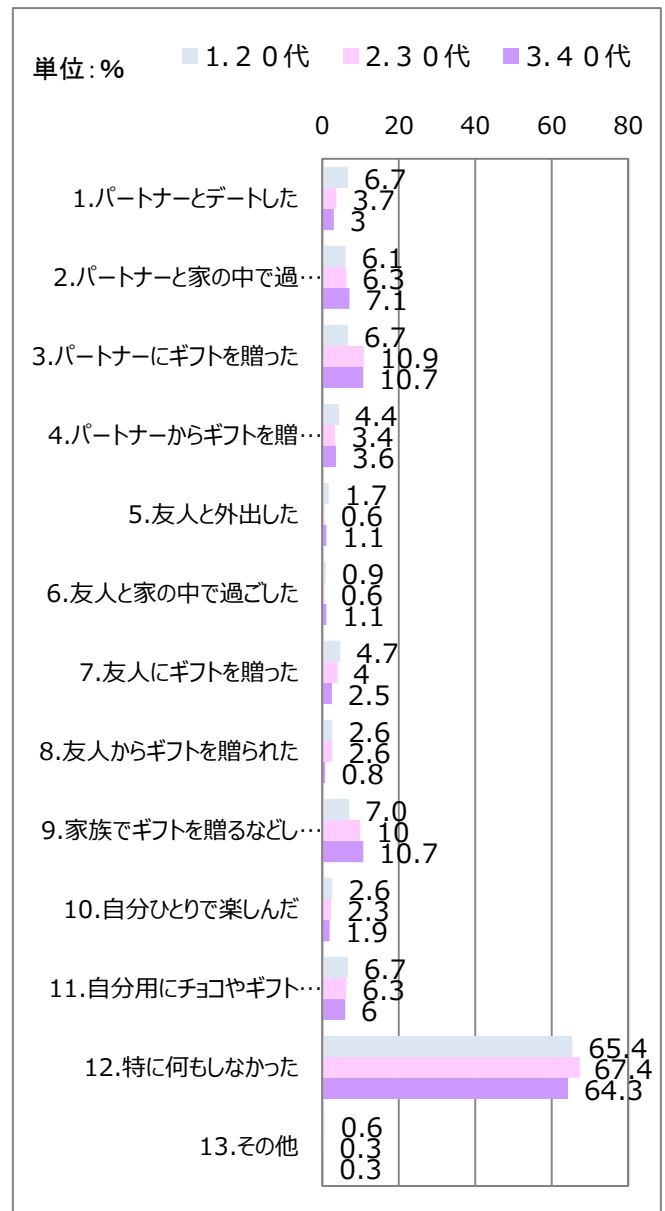 単位:% 1.２０代 2.３０代 3.４０代
0 20 40 60 80
1.パートナーとデートした
6.7
3.7
3
2.パートナーと家の中で過…
6.1
6.3
7.1
3.パートナーにギフトを贈った
6.7
10.9
10.7
4.パートナーからギフトを贈…
4.4
3.4
3.6
5.友人と外出した
1.7
0.6
1.1
6.友人と家の中で過ごした
0.9
0.6
1.1
7.友人にギフトを贈った
4.7
4
2.5
8.友人からギフトを贈られた
2.6
2.6
0.8
9.家族でギフトを贈るなどし…
7.0
10
10.7
10.自分ひとりで楽しんだ
2.6
2.3
1.9
11.自分用にチョコやギフト…
6.7
6.3
6
12.特に何もしなかった
65.4
67.4
64.3
13.その他
0.6
0.3
0.3